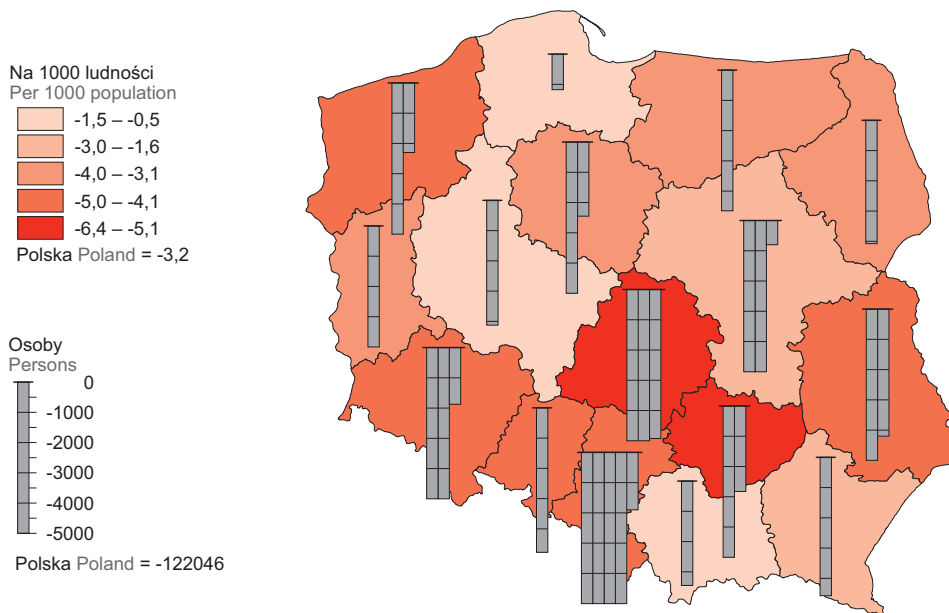 Na 1000 ludności
Per 1000 population
-1,5 – -0,5
-3,0 – -1,6
-4,0 – -3,1
-5,0 – -4,1
-6,4 – -5,1
Polska Poland = -3,2
Osoby
Persons
0
-1000
-2000
-3000
-4000
-5000
Polska Poland = -122046